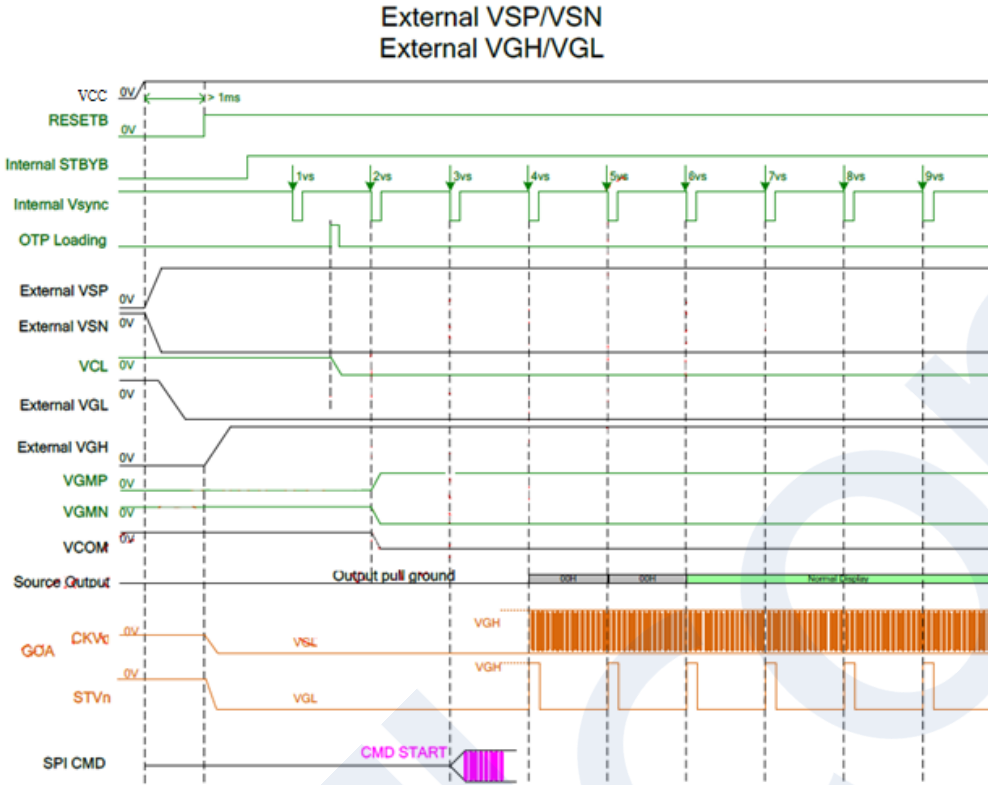 External VSP/VSN
External VGH/VGL
VCC 0V > 1ms
RESETB 0V
Internal STBYB
1vs 2vs 3vs 4vs 5vs 6vs 7vs 8vs 9vs
Internal Vsync
OTP Loading
External VSP 0V
External VSN 0V
VCL 0V
External VGL 0V
External VGH 0V
VGMP 0V
VGMN 0V
VCOM 0V
Source Output Output pull ground 00H 00H Normal Display
GOA CKVn 0V VGL VGH
STVn 0V VGL VGH
SPI CMD CMD START